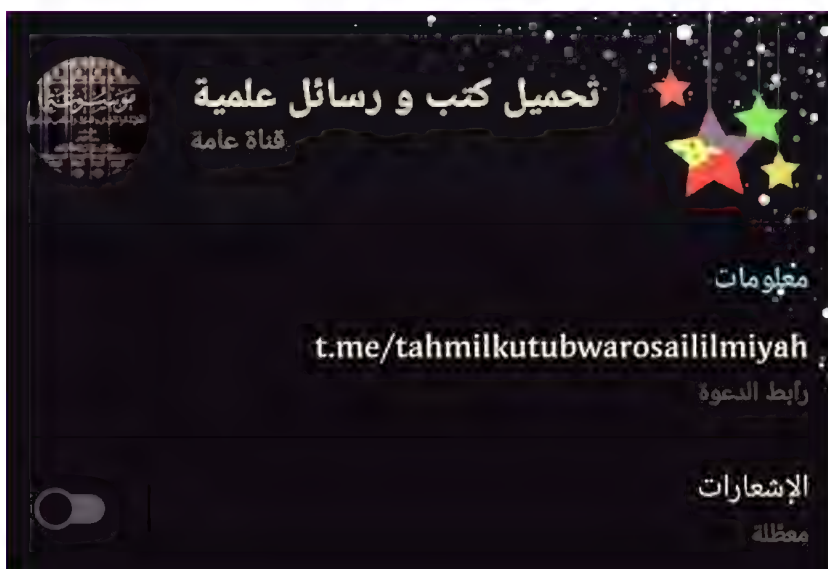 تحميل كتب و رسائل علمية
قناة عامة
معلومات
t.me/tahmilkutubwarosaililmiyah
رابط الدعوة
الإشعارات
معطلة